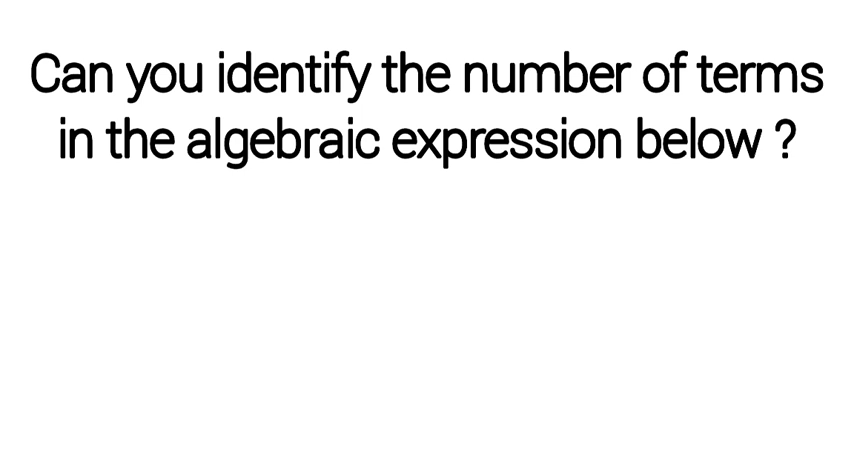 Can you identify the number of terms
in the algebraic expression below ?